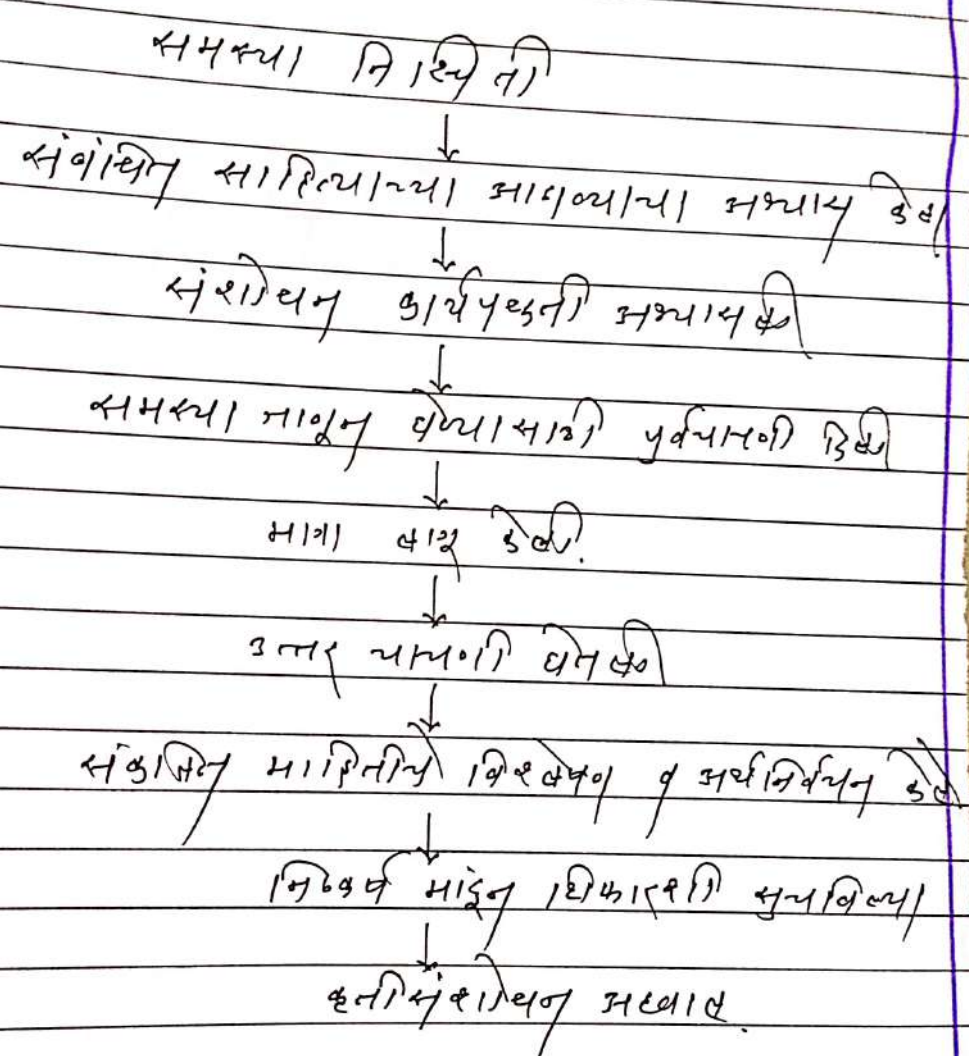 समस्या निश्चिती
↓
संबंधित साहित्याच्या आढाव्याचा अभ्यास केला
↓
संशोधन कार्यपद्धती अभ्यासली
↓
समस्या जाणून घेण्यासाठी पुर्वचाचणी दिली
↓
मात्रा लागू केली.
↓
उत्तर चाचणी घेतली
↓
संकलित माहितीचे विश्लेषण व अर्थनिर्वचन केले
↓
निष्कर्ष मांडून शिफारशी सुचविल्या
↓
कृतीसंशोधन अहवाल.